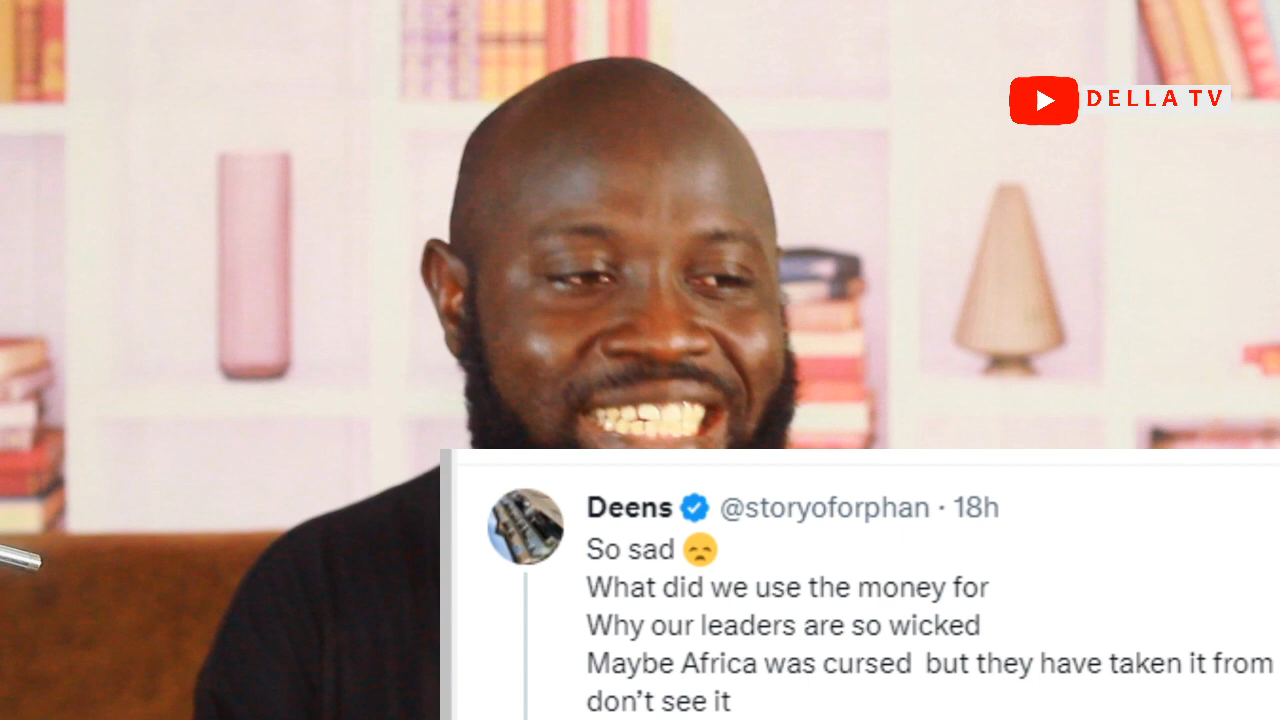 DELLA TV
Deens @storyoforphan · 18h
So sad 😞
What did we use the money for
Why our leaders are so wicked
Maybe Africa was cursed but they have taken it from
don't see it